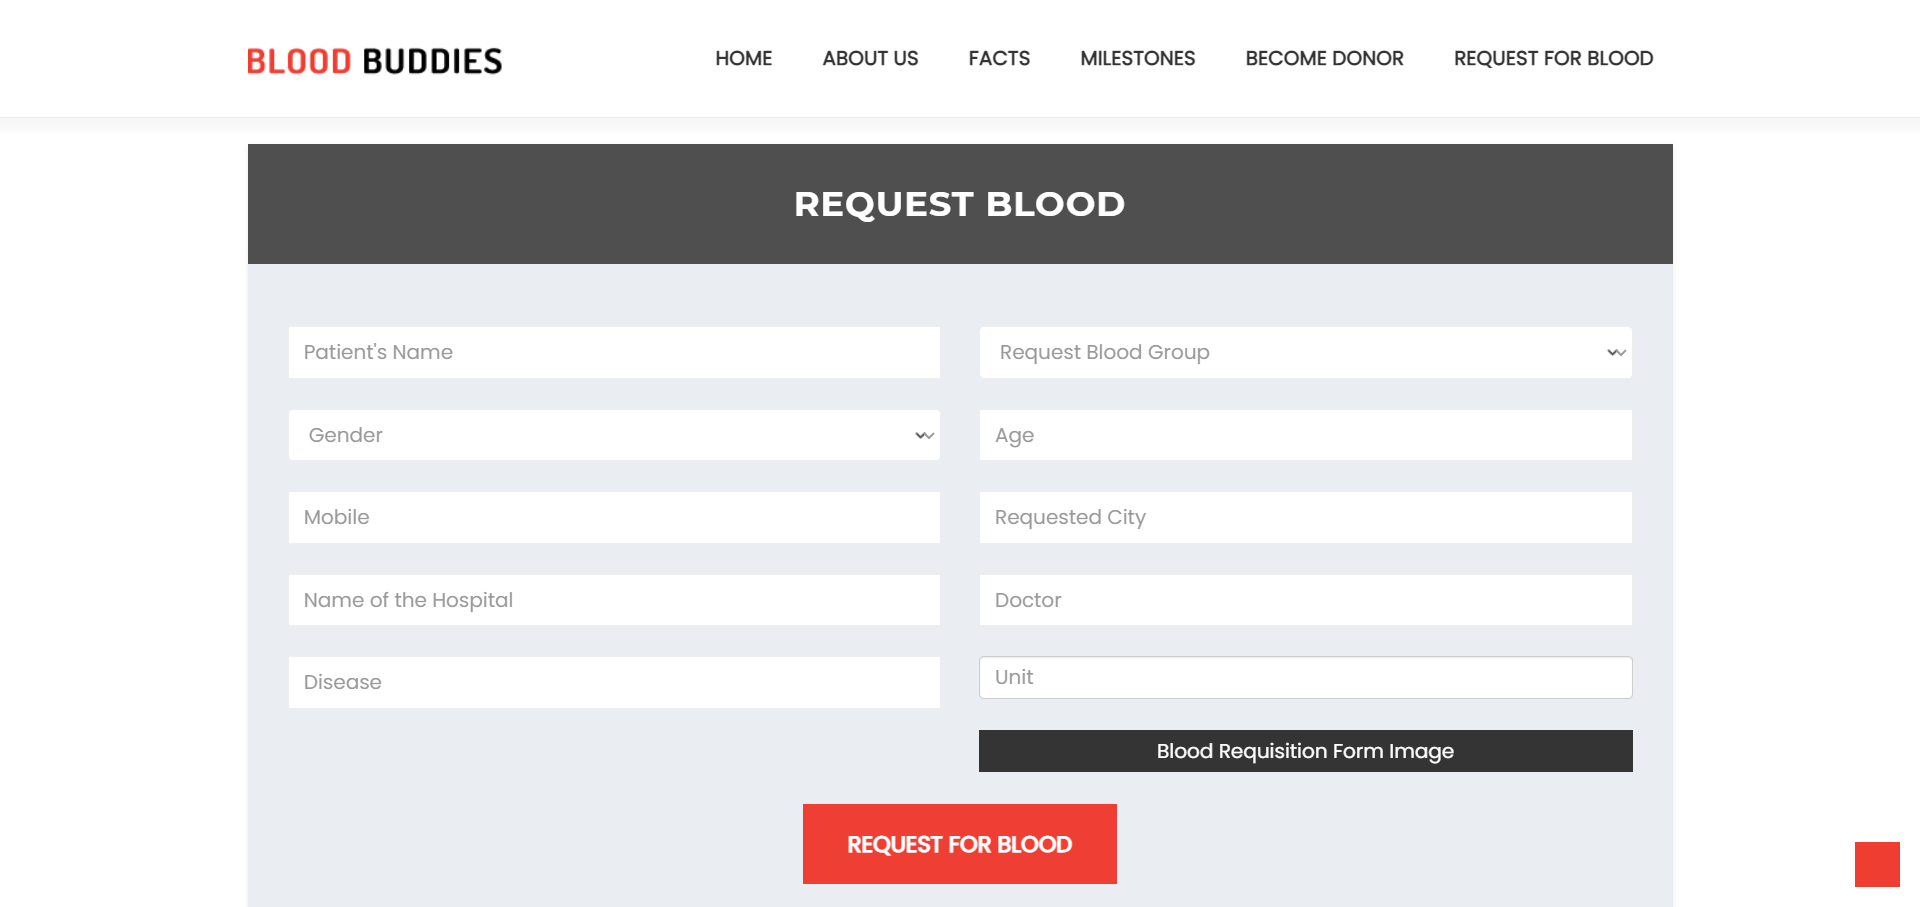 BLOOD BUDDIES
HOME ABOUT US FACTS MILESTONES BECOME DONOR REQUEST FOR BLOOD
REQUEST BLOOD
Patient's Name
Request Blood Group
Gender
Age
Mobile
Requested City
Name of the Hospital
Doctor
Disease
Unit
Blood Requisition Form Image
REQUEST FOR BLOOD